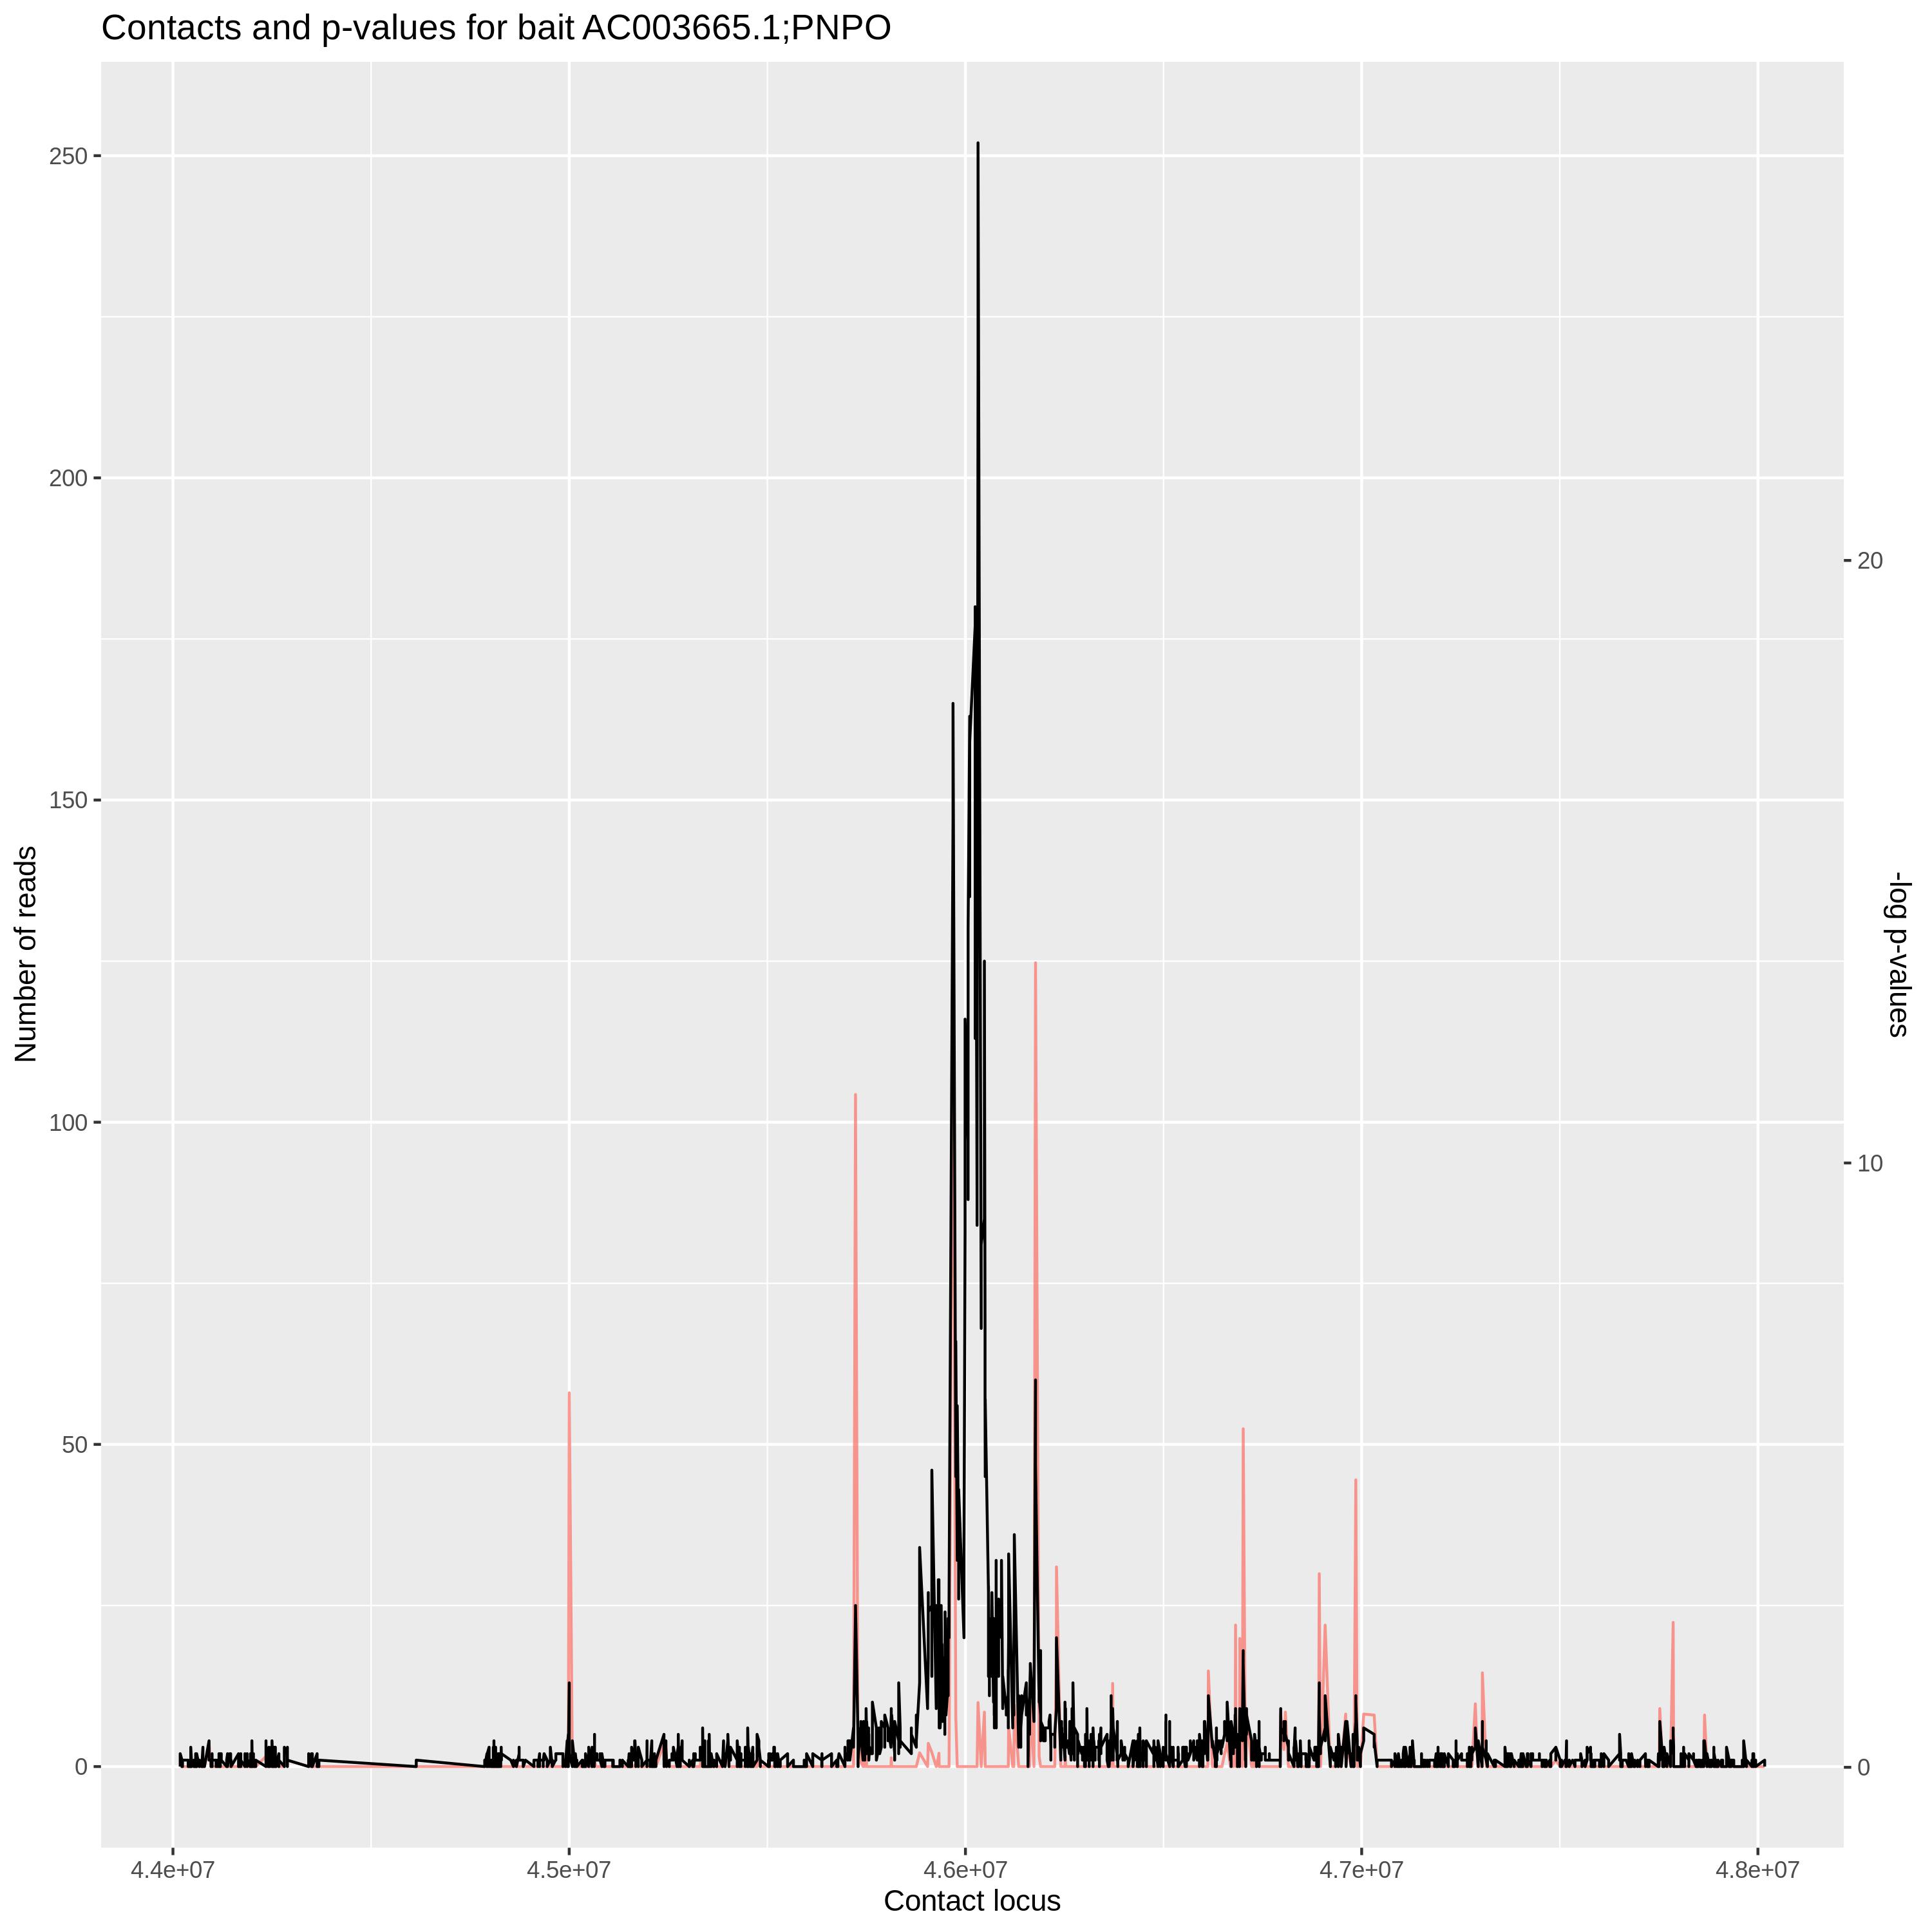 Contacts and p-values for bait AC003665.1;PNPO
250
200
150
100
50
0
Number of reads
20
10
0
-log p-values
4.4e+07
4.5e+07
4.6e+07
4.7e+07
4.8e+07
Contact locus